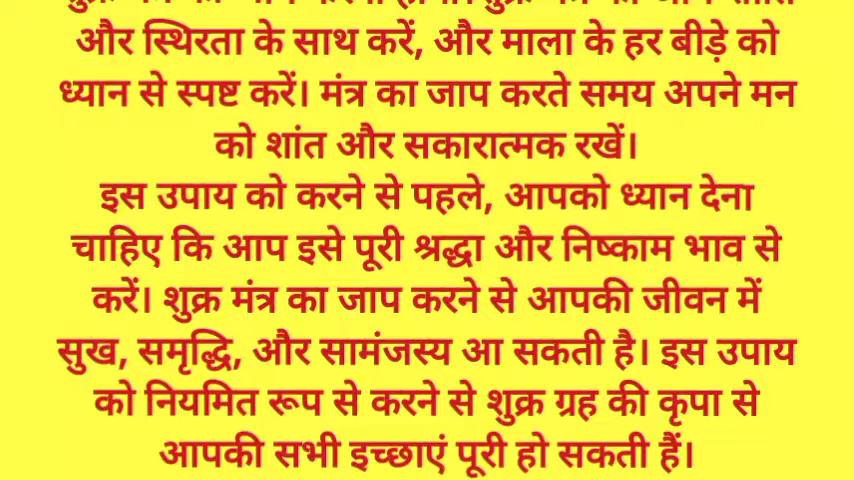 और स्थिरता के साथ करें, और माला के हर बीड़े को
ध्यान से स्पष्ट करें। मंत्र का जाप करते समय अपने मन
को शांत और सकारात्मक रखें।
इस उपाय को करने से पहले, आपको ध्यान देना
चाहिए कि आप इसे पूरी श्रद्धा और निष्काम भाव से
करें। शुक्र मंत्र का जाप करने से आपकी जीवन में
सुख, समृद्धि, और सामंजस्य आ सकती है। इस उपाय
को नियमित रूप से करने से शुक्र ग्रह की कृपा से
आपकी सभी इच्छाएं पूरी हो सकती हैं।